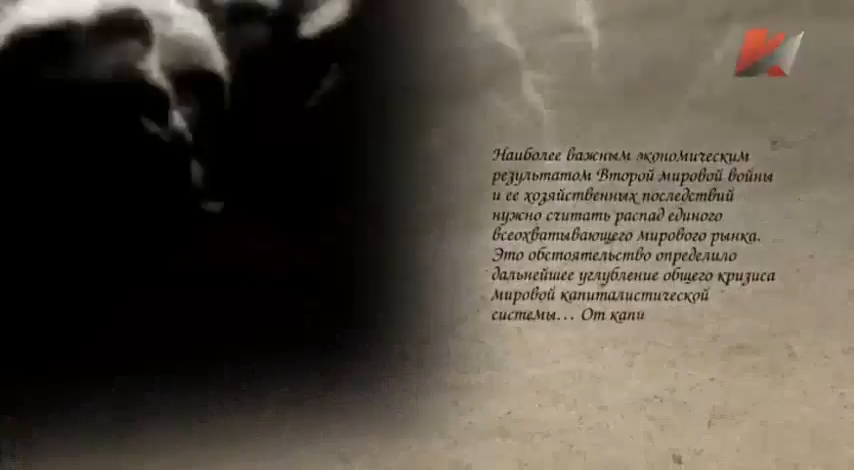 Наиболее важным экономическим
результатом Второй мировой войны
и ее хозяйственных последствий
нужно считать распад единого
всеохватывающего мирового рынка.
Это обстоятельство определило
дальнейшее углубление общего кризиса
мировой капиталистической
системы... От капи